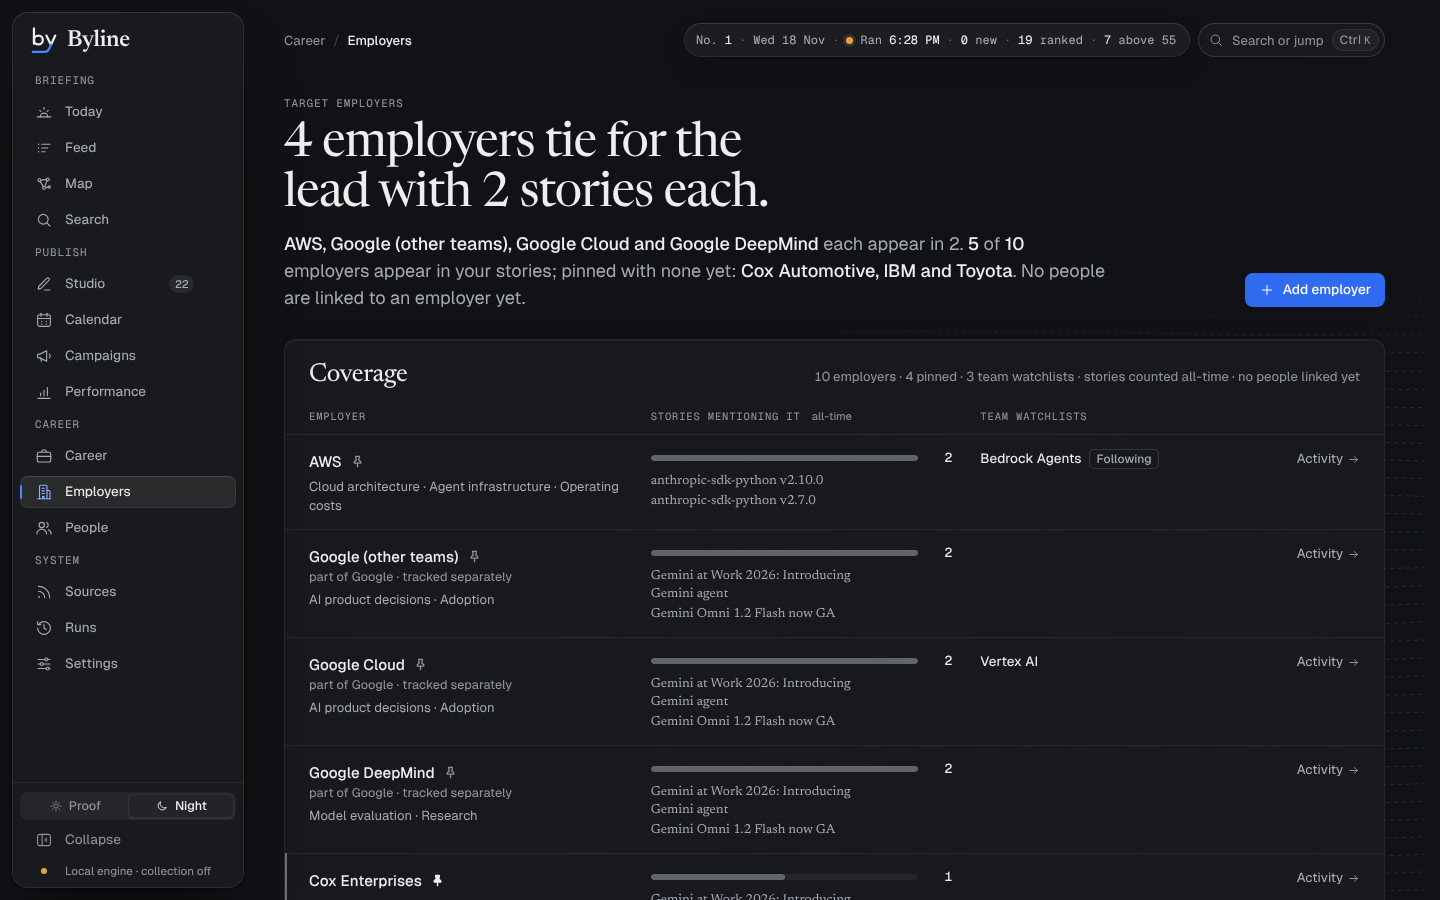 by Byline
BRIEFING
Today
Feed
Map
Search
PUBLISH
Studio 22
Calendar
Campaigns
Performance
CAREER
Career
Employers
People
SYSTEM
Sources
Runs
Settings
Proof Night
Collapse
Local engine · collection off
Career / Employers
No. 1 · Wed 18 Nov · Ran 6:28 PM · 0 new · 19 ranked · 7 above 55
Search or jump Ctrl K
TARGET EMPLOYERS
4 employers tie for the
lead with 2 stories each.
AWS, Google (other teams), Google Cloud and Google DeepMind each appear in 2. 5 of 10
employers appear in your stories; pinned with none yet: Cox Automotive, IBM and Toyota. No people
are linked to an employer yet.
+ Add employer
Coverage
10 employers · 4 pinned · 3 team watchlists · stories counted all-time · no people linked yet
EMPLOYER STORIES MENTIONING IT all-time TEAM WATCHLISTS
AWS 2 Bedrock Agents Following Activity →
Cloud architecture · Agent infrastructure · Operating
costs
anthropic-sdk-python v2.10.0
anthropic-sdk-python v2.7.0
Google (other teams) 2 Activity →
part of Google · tracked separately
AI product decisions · Adoption
Gemini at Work 2026: Introducing
Gemini agent
Gemini Omni 1.2 Flash now GA
Google Cloud 2 Vertex AI Activity →
part of Google · tracked separately
AI product decisions · Adoption
Gemini at Work 2026: Introducing
Gemini agent
Gemini Omni 1.2 Flash now GA
Google DeepMind 2 Activity →
part of Google · tracked separately
Model evaluation · Research
Gemini at Work 2026: Introducing
Gemini agent
Gemini Omni 1.2 Flash now GA
Cox Enterprises 1 Activity →
Gemini at Work 2026: Introducing